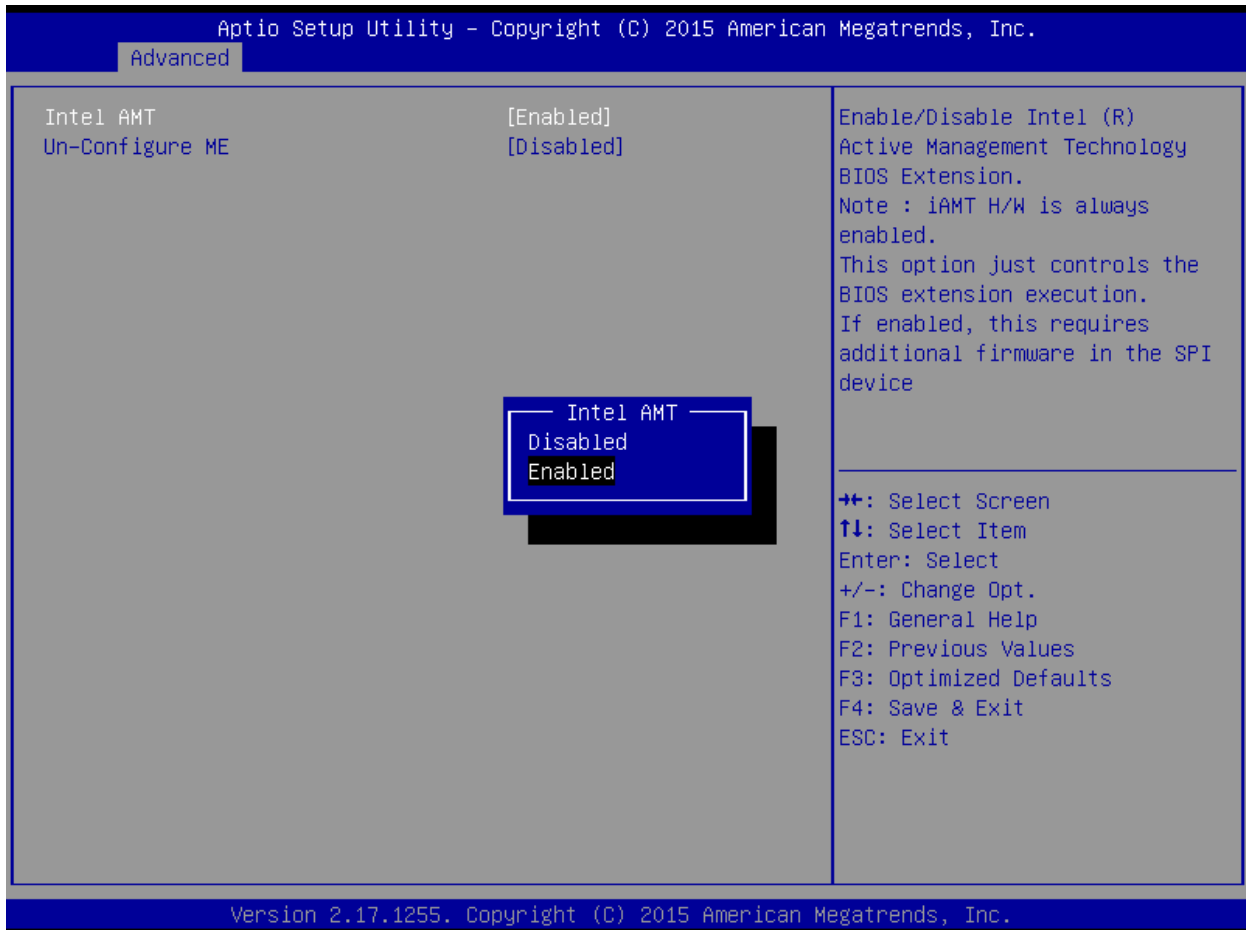 Aptio Setup Utility – Copyright (C) 2015 American Megatrends, Inc.
Advanced
Intel AMT [Enabled]
Un–Configure ME [Disabled]
Enable/Disable Intel (R)
Active Management Technology
BIOS Extension.
Note : iAMT H/W is always
enabled.
This option just controls the
BIOS extension execution.
If enabled, this requires
additional firmware in the SPI
device
Intel AMT
Disabled
Enabled
→←: Select Screen
↑↓: Select Item
Enter: Select
+/–: Change Opt.
F1: General Help
F2: Previous Values
F3: Optimized Defaults
F4: Save & Exit
ESC: Exit
Version 2.17.1255. Copyright (C) 2015 American Megatrends, Inc.